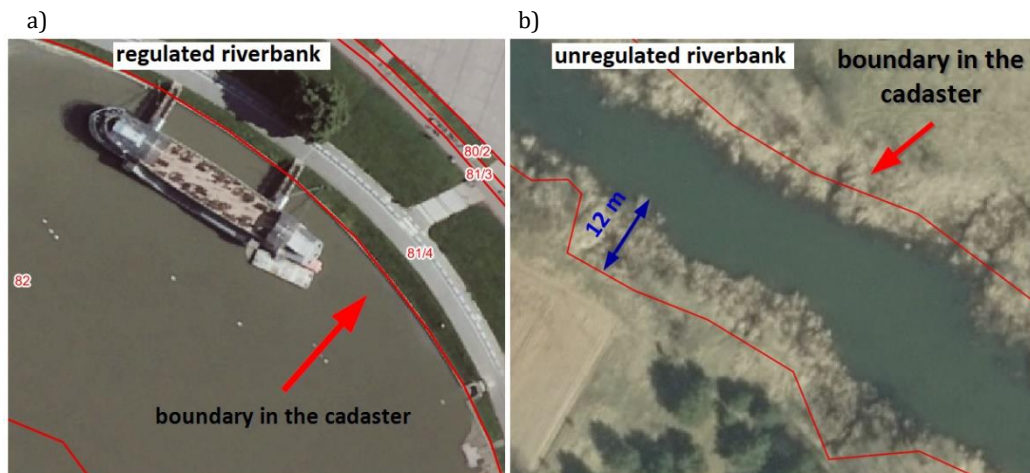 a)
regulated riverbank
80/2
81/3
81/4
82
boundary in the cadaster
b)
unregulated riverbank
boundary in the
cadaster
12 m